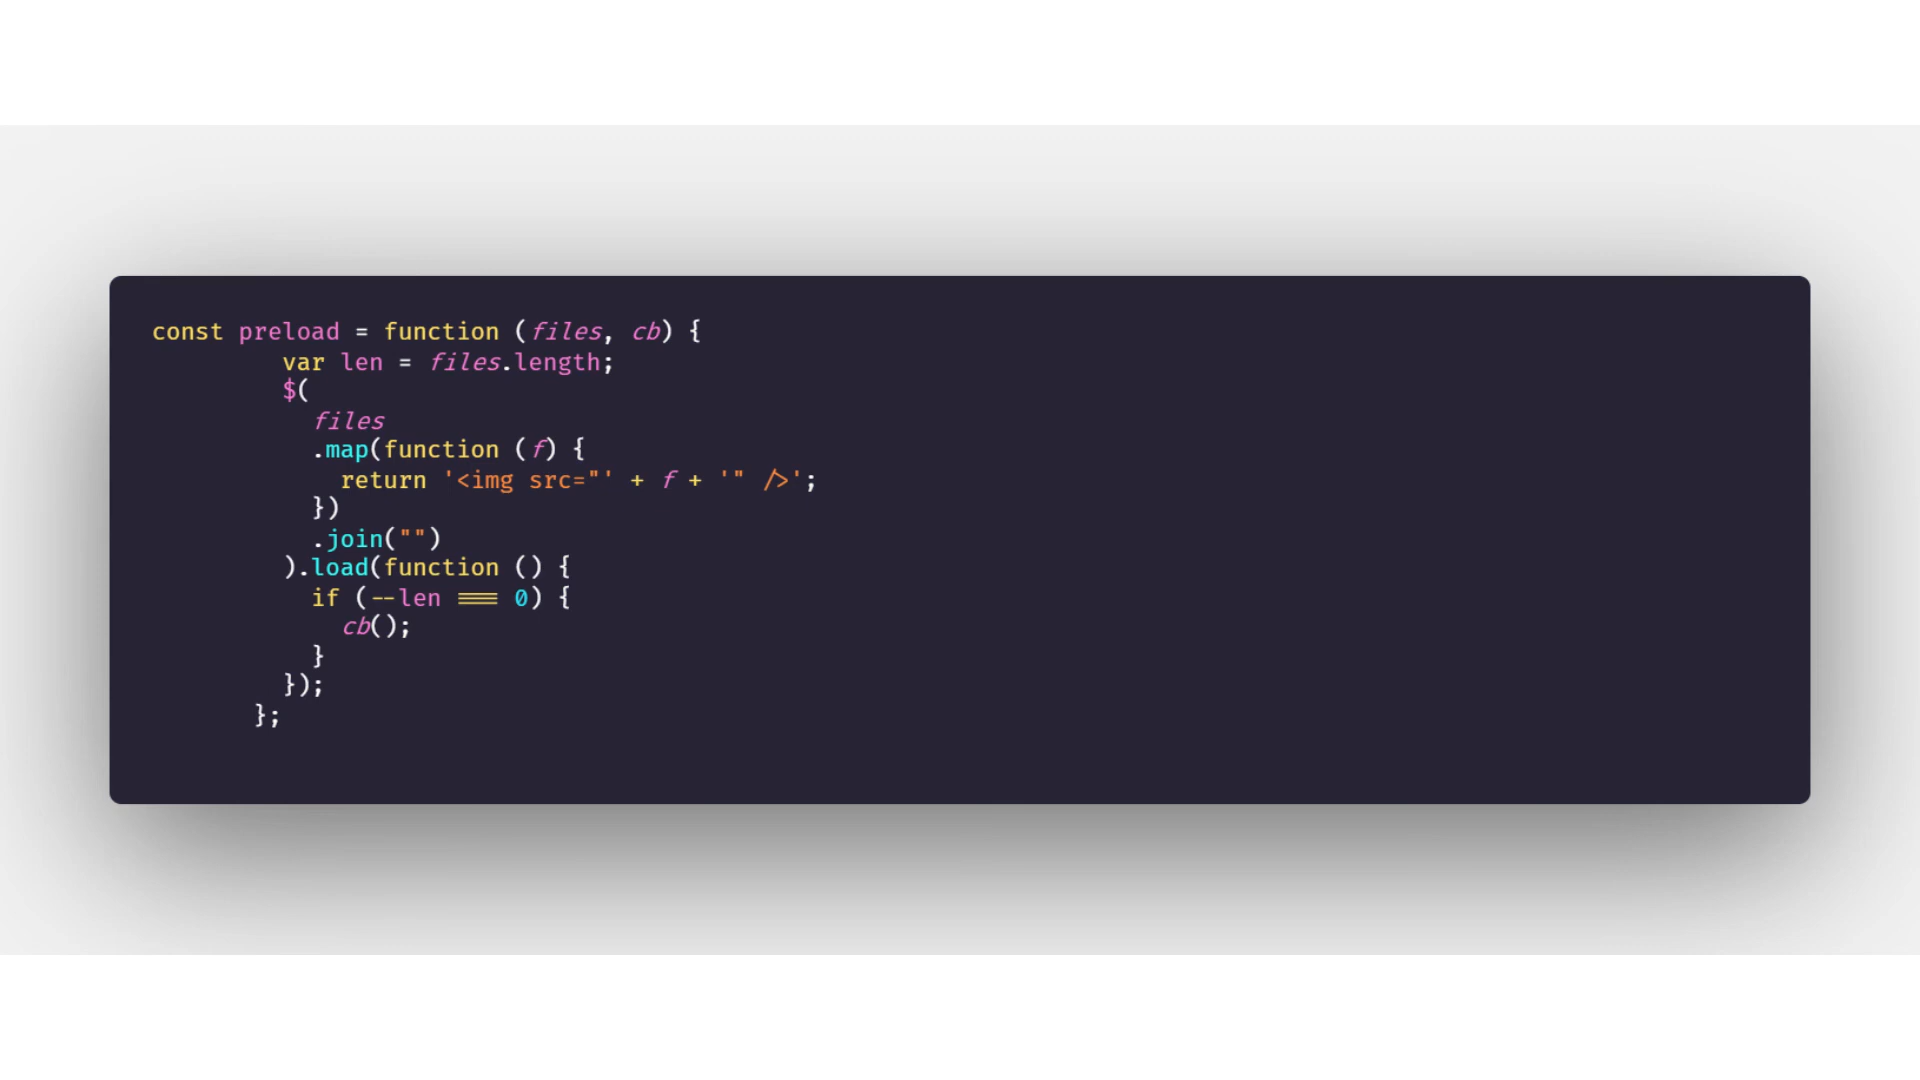 const preload = function (files, cb) {
var len = files.length;
$(
files
.map(function (f) {
return '<img src="' + f + '" />';
})
.join("")
).load(function () {
if (--len === 0) {
cb();
}
});
};